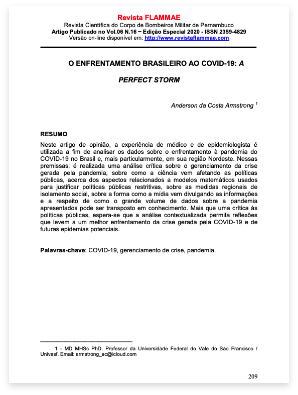 Revista FLAMMAE
Revista Científica do Corpo de Bombeiros Militar de Pernambuco
Artigo Publicado no Vol.06 N.16 – Edição Especial 2020 - ISSN 2359-4829
Versão on-line disponível em: http://www.revistaflammae.com
O ENFRENTAMENTO BRASILEIRO AO COVID-19: A
PERFECT STORM
Anderson da Costa Armstrong 1
RESUMO
Neste artigo de opinião, a experiência de médico e de epidemiologista é
utilizada a fim de analisar os dados sobre o enfrentamento à pandemia do
COVID-19 no Brasil e, mais particularmente, em sua região Nordeste. Nessas
premissas, é realizada uma análise crítica sobre o gerenciamento da crise
gerada pela pandemia, sobre como a ciência vem afetando as políticas
públicas, acerca dos aspectos relacionados a modelos matemáticos usados
para justificar políticas públicas restritivas, sobre as medidas regionais de
isolamento social, sobre a forma como a mídia vem divulgando as informações
e a respeito de como o grande volume de dados sobre a pandemia
apresentados pode ser transposto em conhecimento. Mais que uma crítica às
políticas públicas, espera-se que a análise contextualizada permita reflexões
que levem a um melhor enfrentamento da crise gerada pela COVID-19 e de
futuras epidemias potenciais.
Palavras-chave: COVID-19, gerenciamento de crise, pandemia.
1 - MD MHSc PhD. Professor da Universidade Federal do Vale do São Francisco /
Univasf. Email: armstrong_ac@icloud.com
209